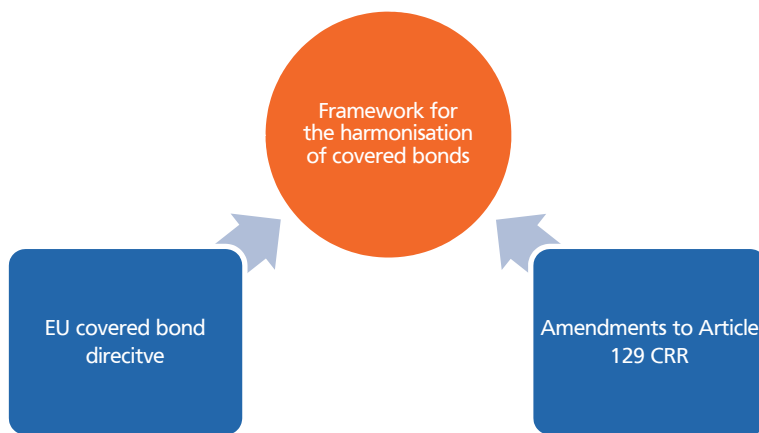 Framework for
the harmonisation
of covered bonds
EU covered bond
direcitve
Amendments to Article
129 CRR